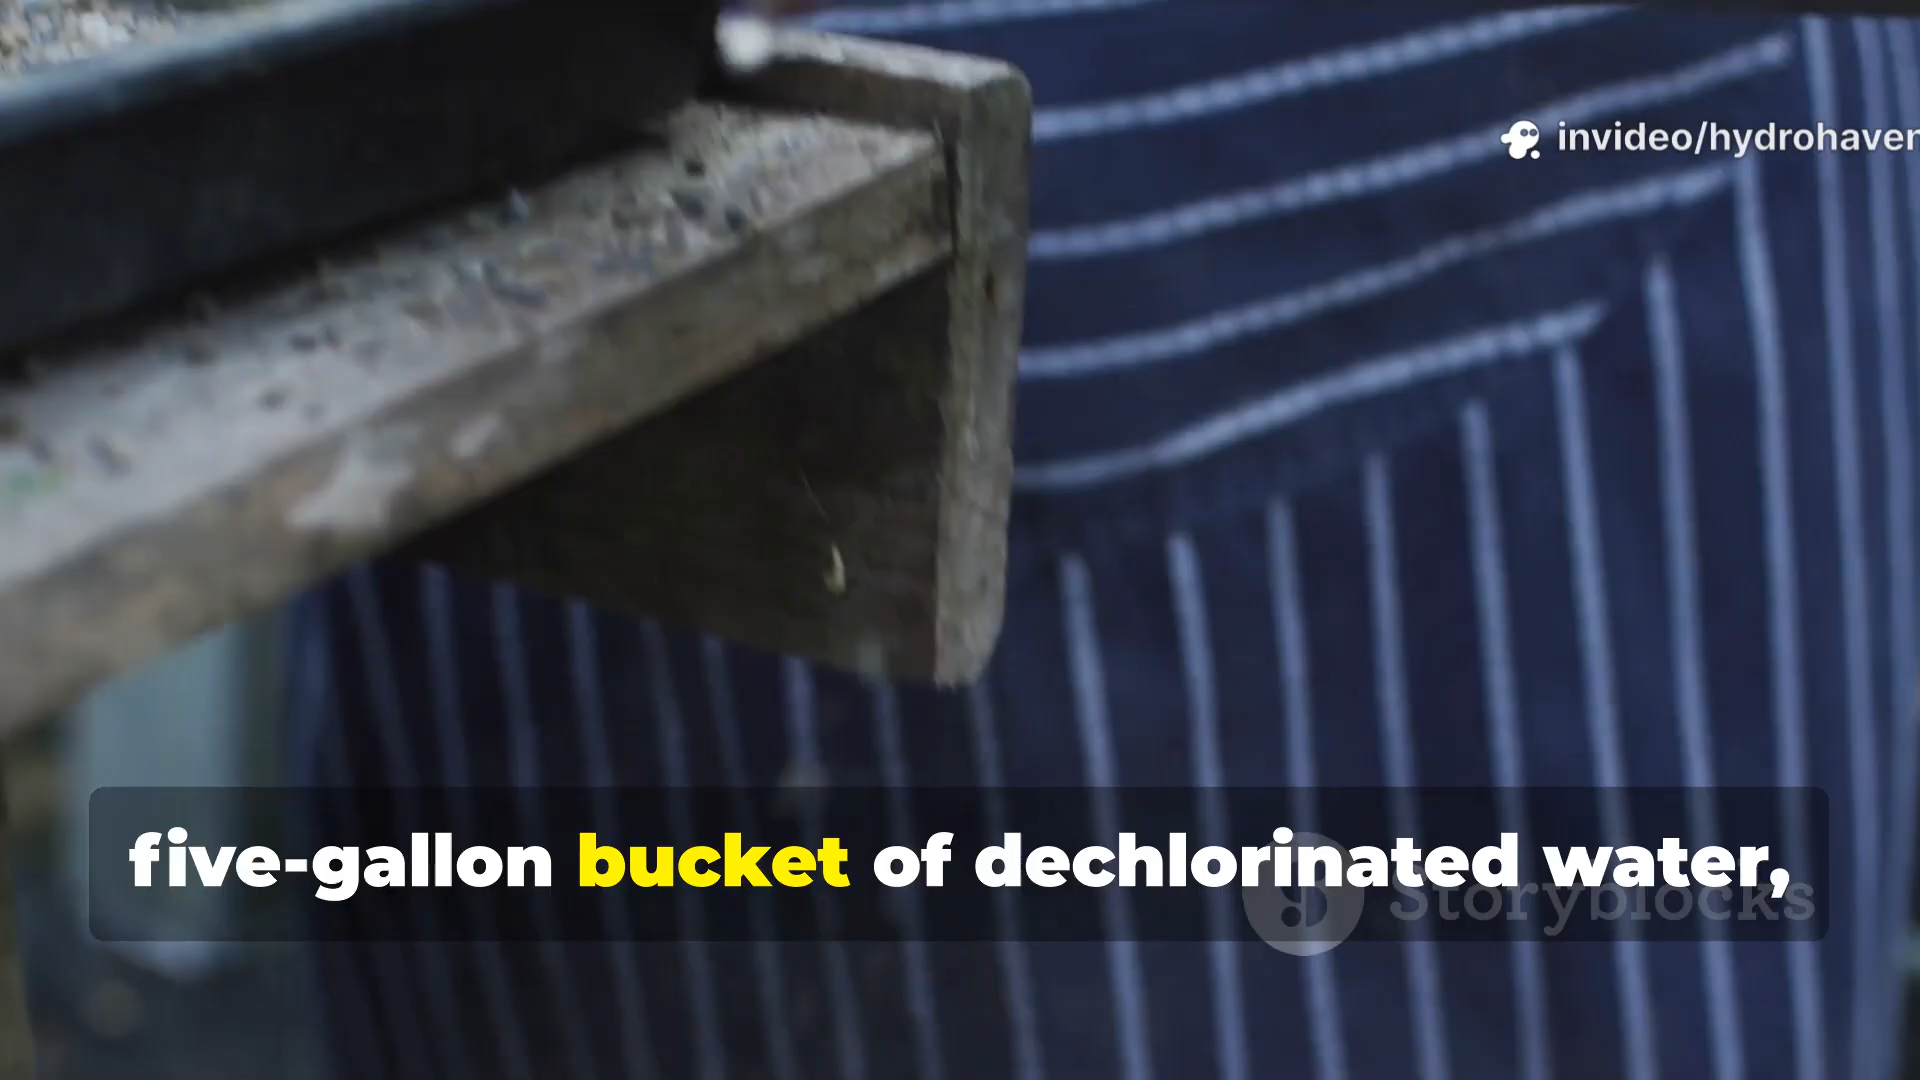 invideo/hydrohaven
five-gallon bucket of dechlorinated water,
Storyblocks